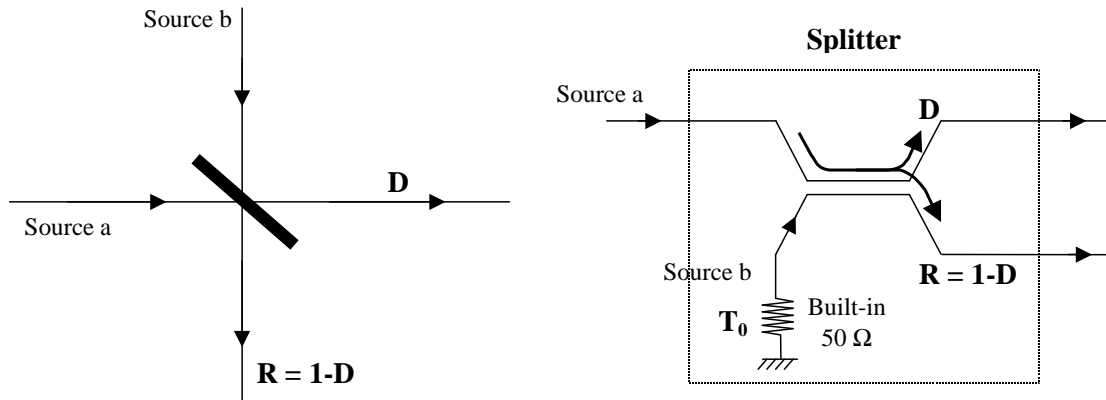 Source b
D
Source a
R = 1-D
Splitter
Source a
D
Source b
R = 1-D
T₀
Built-in
50 Ω